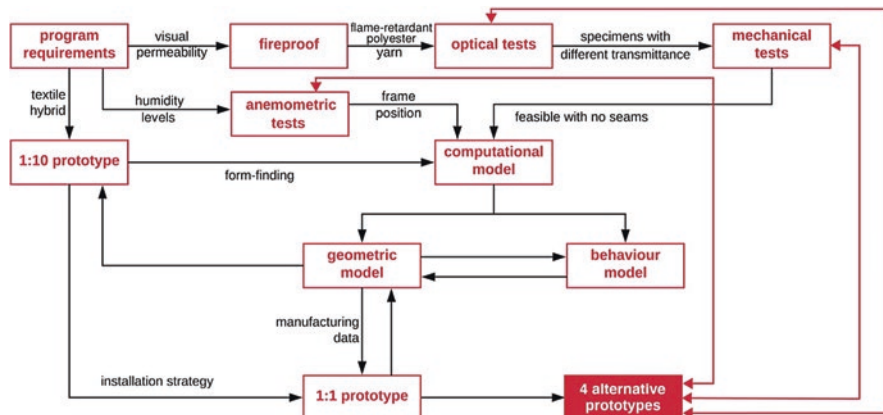 program
requirements
visual
permeability
fireproof
flame-retardant
polyester
yarn
optical tests
specimens with
different transmittance
mechanical
tests
textile
hybrid
humidity
levels
anemometric
tests
frame
position
feasible with no seams
1:10 prototype
form-finding
computational
model
geometric
model
behaviour
model
manufacturing
data
installation strategy
1:1 prototype
4 alternative
prototypes